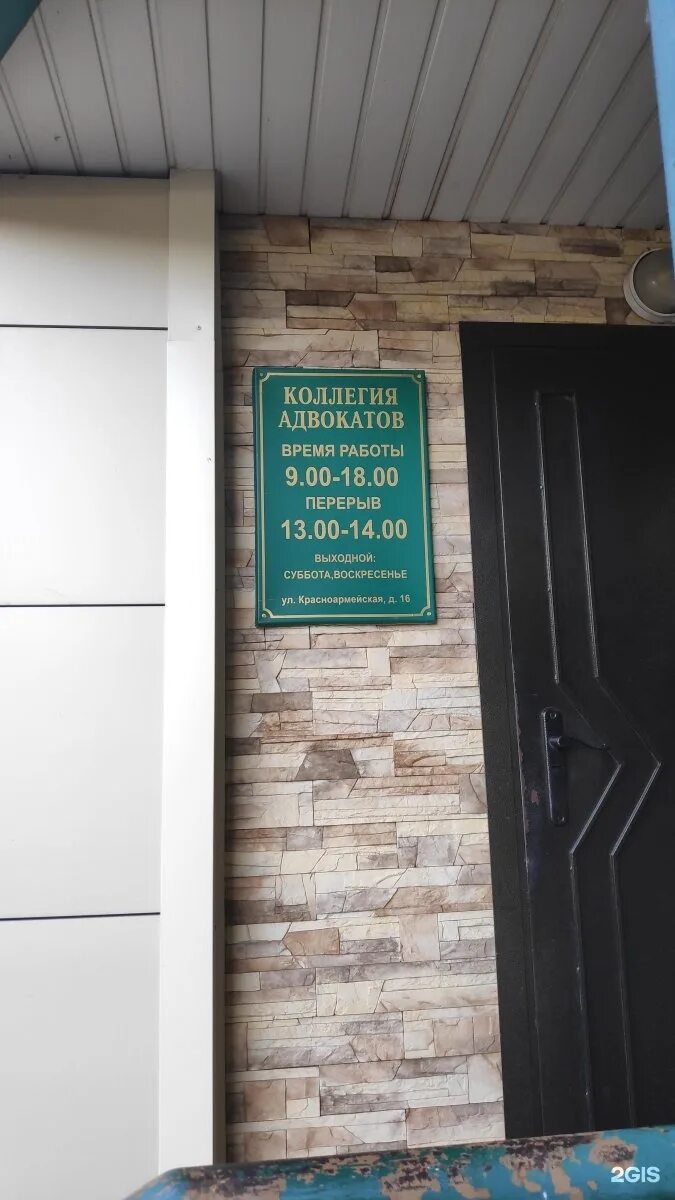 КОЛЛЕГИЯ
АДВОКАТОВ
ВРЕМЯ РАБОТЫ
9.00-18.00
ПЕРЕРЫВ
13.00-14.00
ВЫХОДНОЙ:
СУББОТА,ВОСКРЕСЕНЬЕ
ул. Красноармейская, д. 16
2GIS